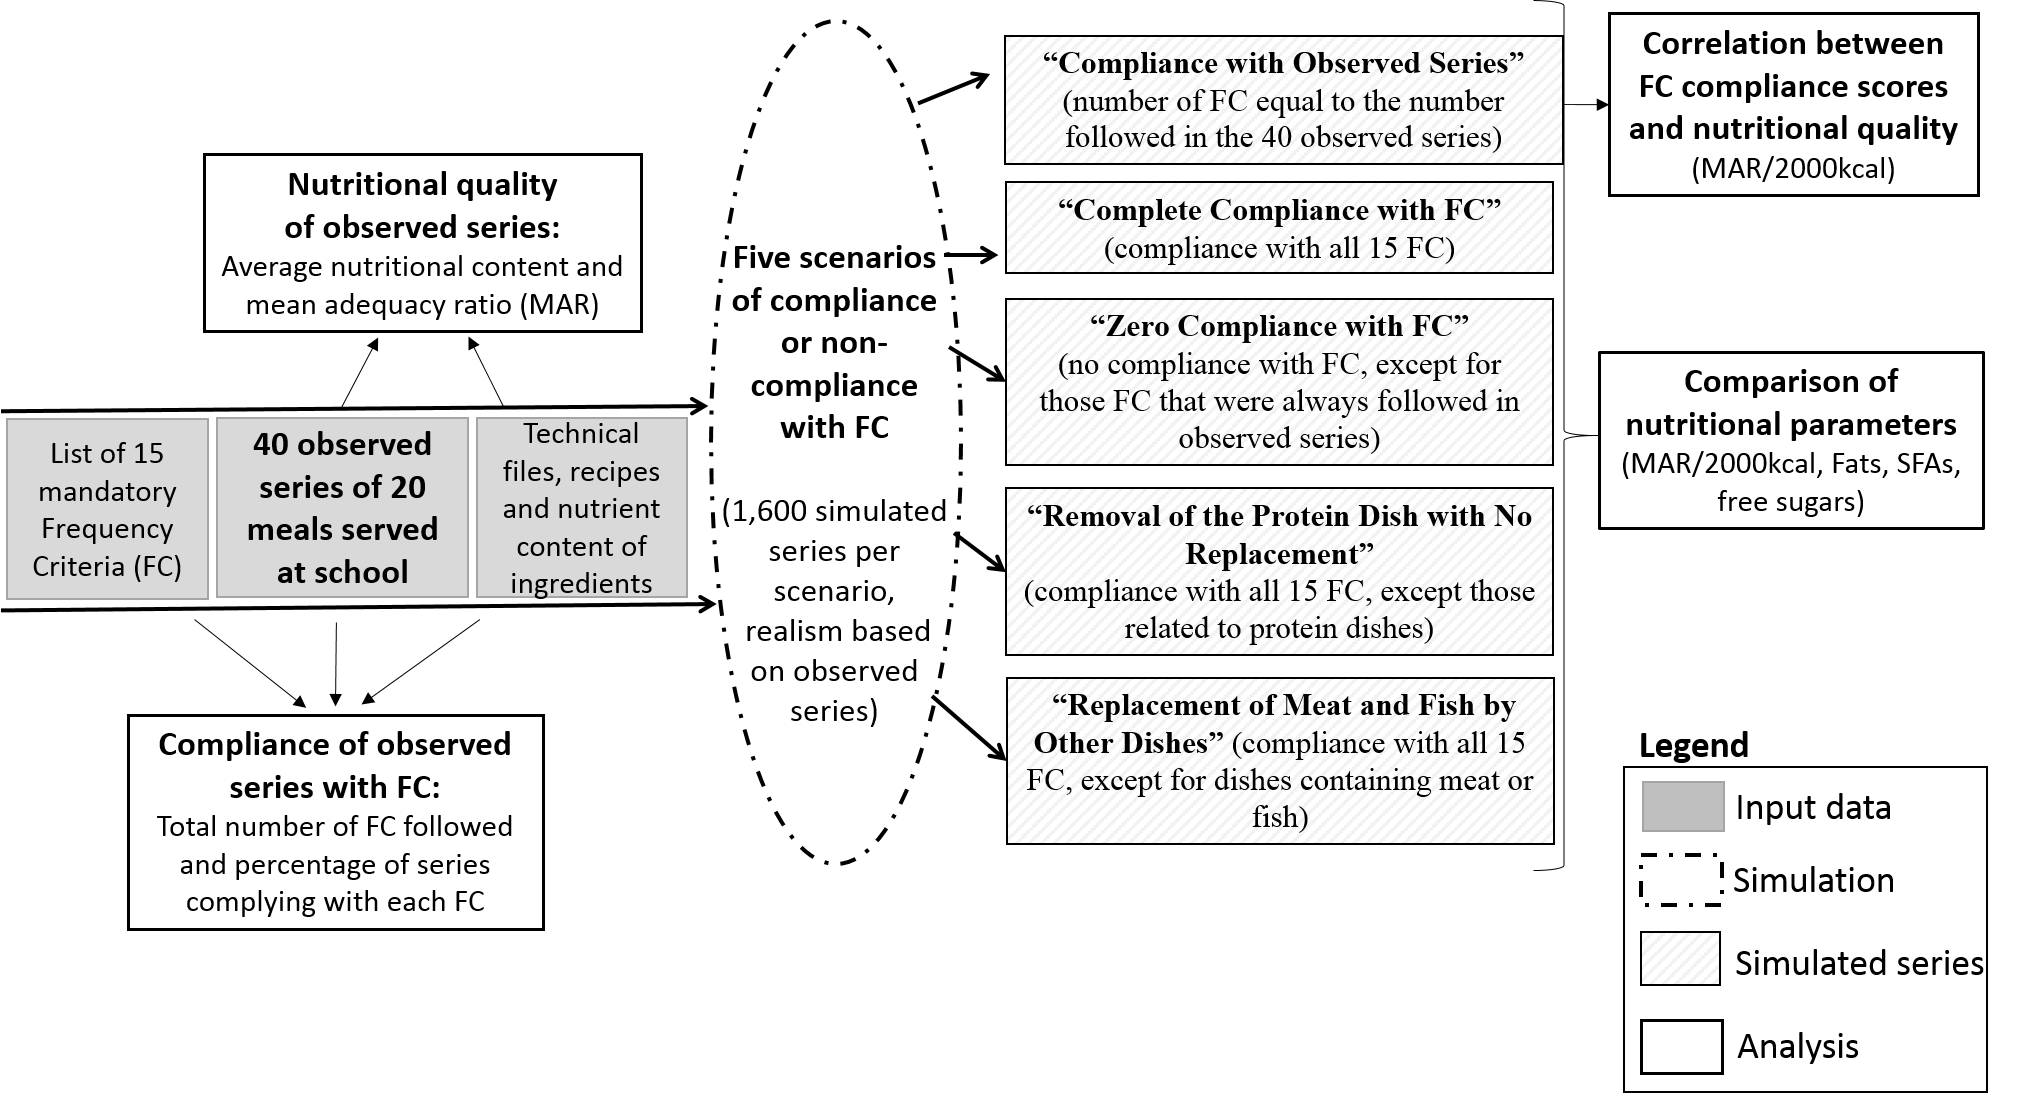 Nutritional quality
of observed series:
Average nutritional content and
mean adequacy ratio (MAR)
List of 15
mandatory
Frequency
Criteria (FC)
40 observed
series of 20
meals served
at school
Technical
files, recipes
and nutrient
content of
ingredients
Compliance of observed
series with FC:
Total number of FC followed
and percentage of series
complying with each FC
Five scenarios
of compliance
or non-
compliance
with FC
(1,600 simulated
series per
scenario,
realism based
on observed
series)
“Compliance with Observed Series”
(number of FC equal to the number
followed in the 40 observed series)
“Complete Compliance with FC”
(compliance with all 15 FC)
“Zero Compliance with FC”
(no compliance with FC, except for
those FC that were always followed in
observed series)
“Removal of the Protein Dish with No
Replacement”
(compliance with all 15 FC, except those
related to protein dishes)
“Replacement of Meat and Fish by
Other Dishes” (compliance with all 15
FC, except for dishes containing meat or
fish)
Correlation between
FC compliance scores
and nutritional quality
(MAR/2000kcal)
Comparison of
nutritional parameters
(MAR/2000kcal, Fats, SFAs,
free sugars)
Legend
Input data
Simulation
Simulated series
Analysis